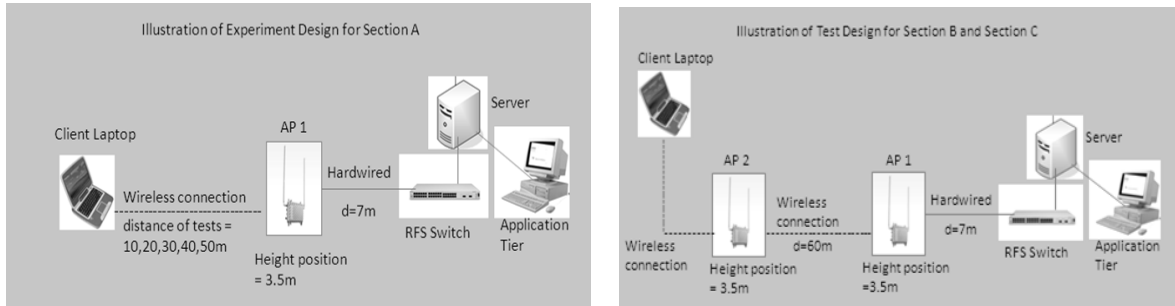 Illustration of Experiment Design for Section A
Client Laptop
Wireless connection
distance of tests =
10,20,30,40,50m
AP 1
Height position
= 3.5m
Hardwired
d=7m
Server
RFS Switch
Application
Tier
Illustration of Test Design for Section B and Section C
Client Laptop
Wireless
connection
AP 2
Height position
= 3.5m
Wireless
connection
d=60m
AP 1
Height position
=3.5m
Hardwired
d=7m
Server
RFS Switch
Application
Tier